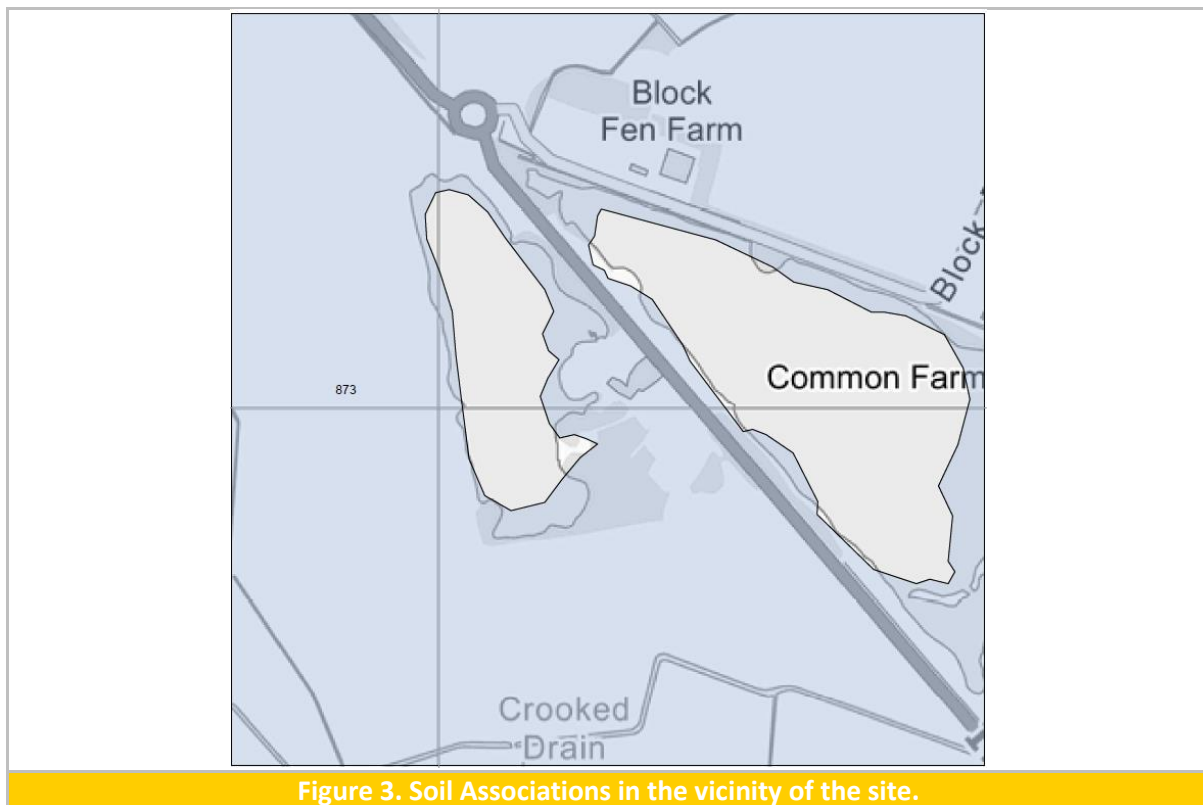 Block
Fen Farm
Block
Common Farm
873
Crooked
Drain
Figure 3. Soil Associations in the vicinity of the site.